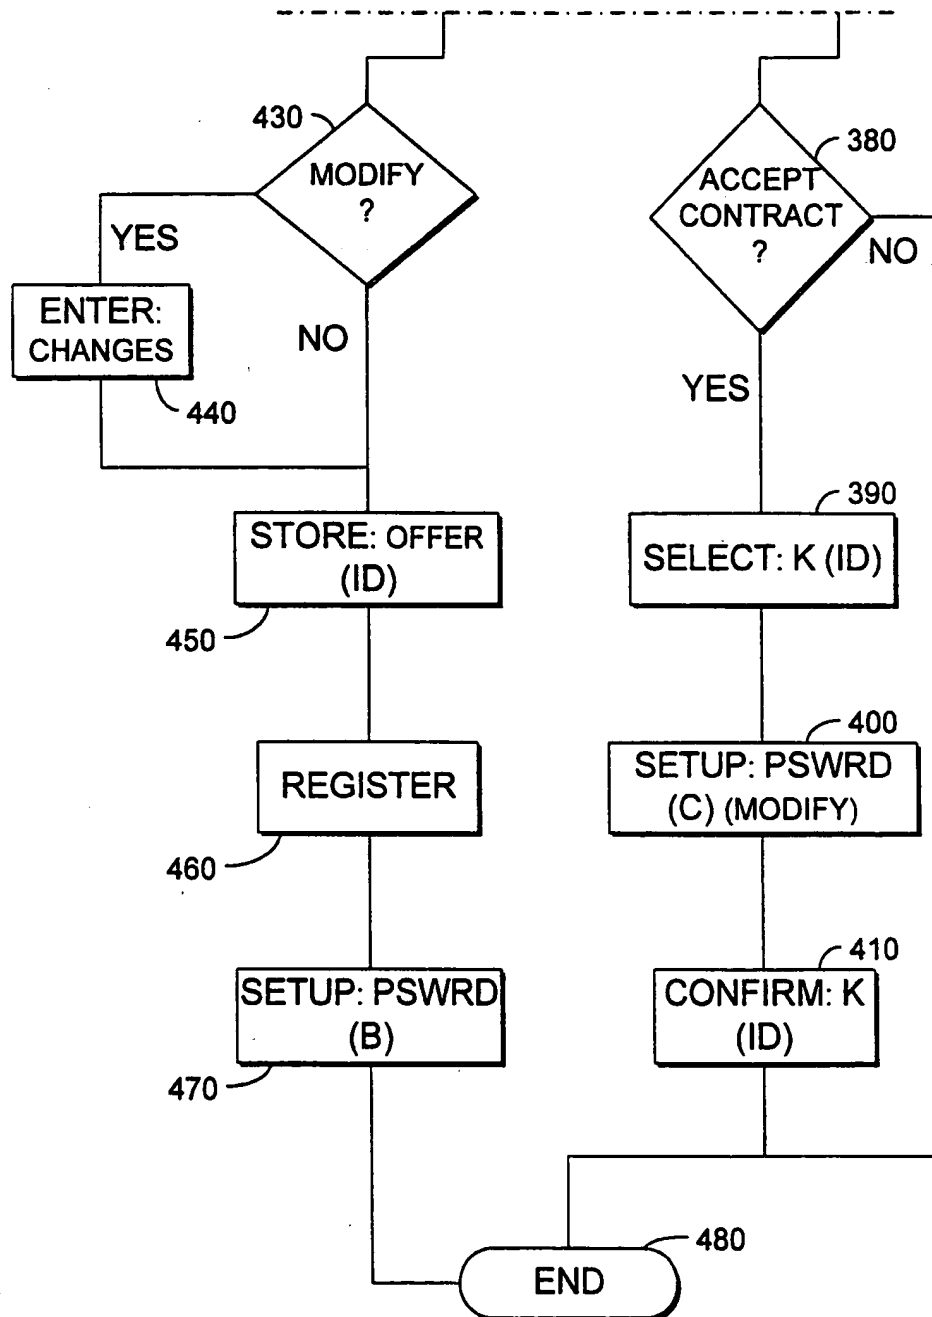 430
MODIFY
?
YES
NO
ENTER:
CHANGES
440
STORE: OFFER
(ID)
450
REGISTER
460
SETUP: PSWRD
(B)
470
380
ACCEPT
CONTRACT
?
NO
YES
390
SELECT: K (ID)
400
SETUP: PSWRD
(C) (MODIFY)
410
CONFIRM: K
(ID)
480
END